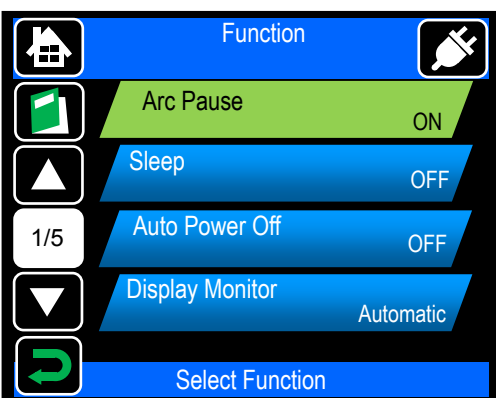 Function
Arc Pause
ON
Sleep
OFF
1/5
Auto Power Off
OFF
Display Monitor
Automatic
Select Function